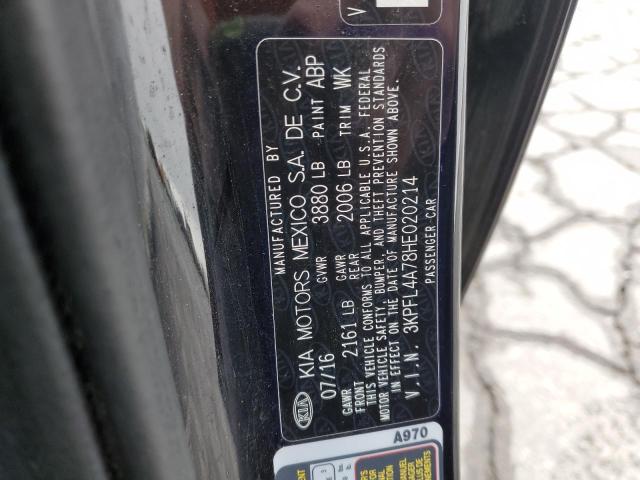 MANUFACTURED BY
KIA KIA MOTORS MEXICO S.A. DE C.V.
07/16 GVWR 3880 LB PAINT ABP
GAWR FRONT 2161 LB GAWR REAR 2006 LB TRIM WK
THIS VEHICLE CONFORMS TO ALL APPLICABLE U.S.A. FEDERAL
MOTOR VEHICLE SAFETY, BUMPER, AND THEFT PREVENTION STANDARDS
IN EFFECT ON THE DATE OF MANUFACTURE SHOWN ABOVE.
V.I.N. 3KPFL4A78HE020214
PASSENGER CAR
V
A970